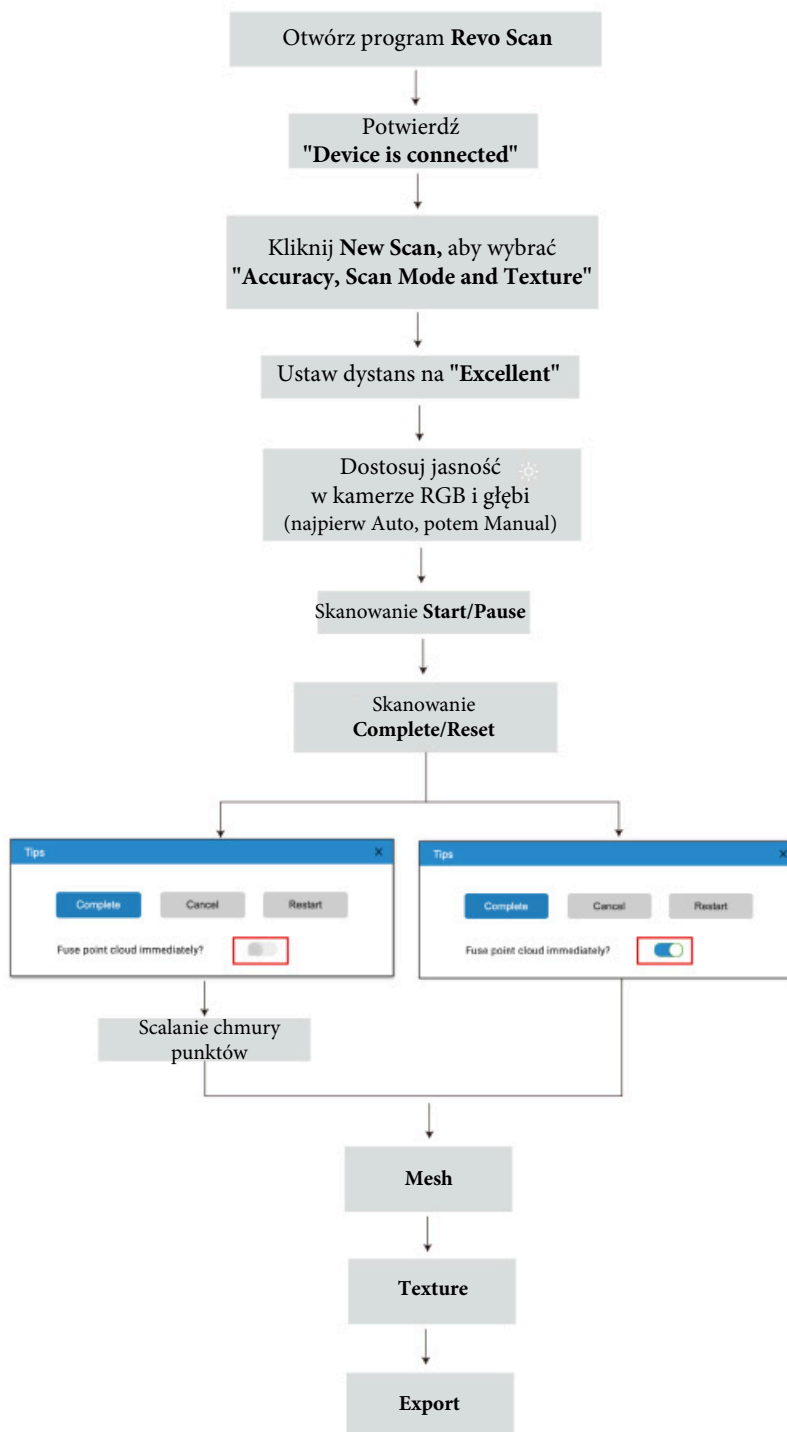 Otwórz program Revo Scan
Potwierdź
"Device is connected"
Kliknij New Scan, aby wybrać
"Accuracy, Scan Mode and Texture"
Ustaw dystans na "Excellent"
Dostosuj jasność
w kamerze RGB i głębi
(najpierw Auto, potem Manual)
Skanowanie Start/Pause
Skanowanie
Complete/Reset
Tips
Complete Cancel Restart
Fuse point cloud immediately?
Tips
Complete Cancel Restart
Fuse point cloud immediately?
Scalanie chmury
punktów
Mesh
Texture
Export